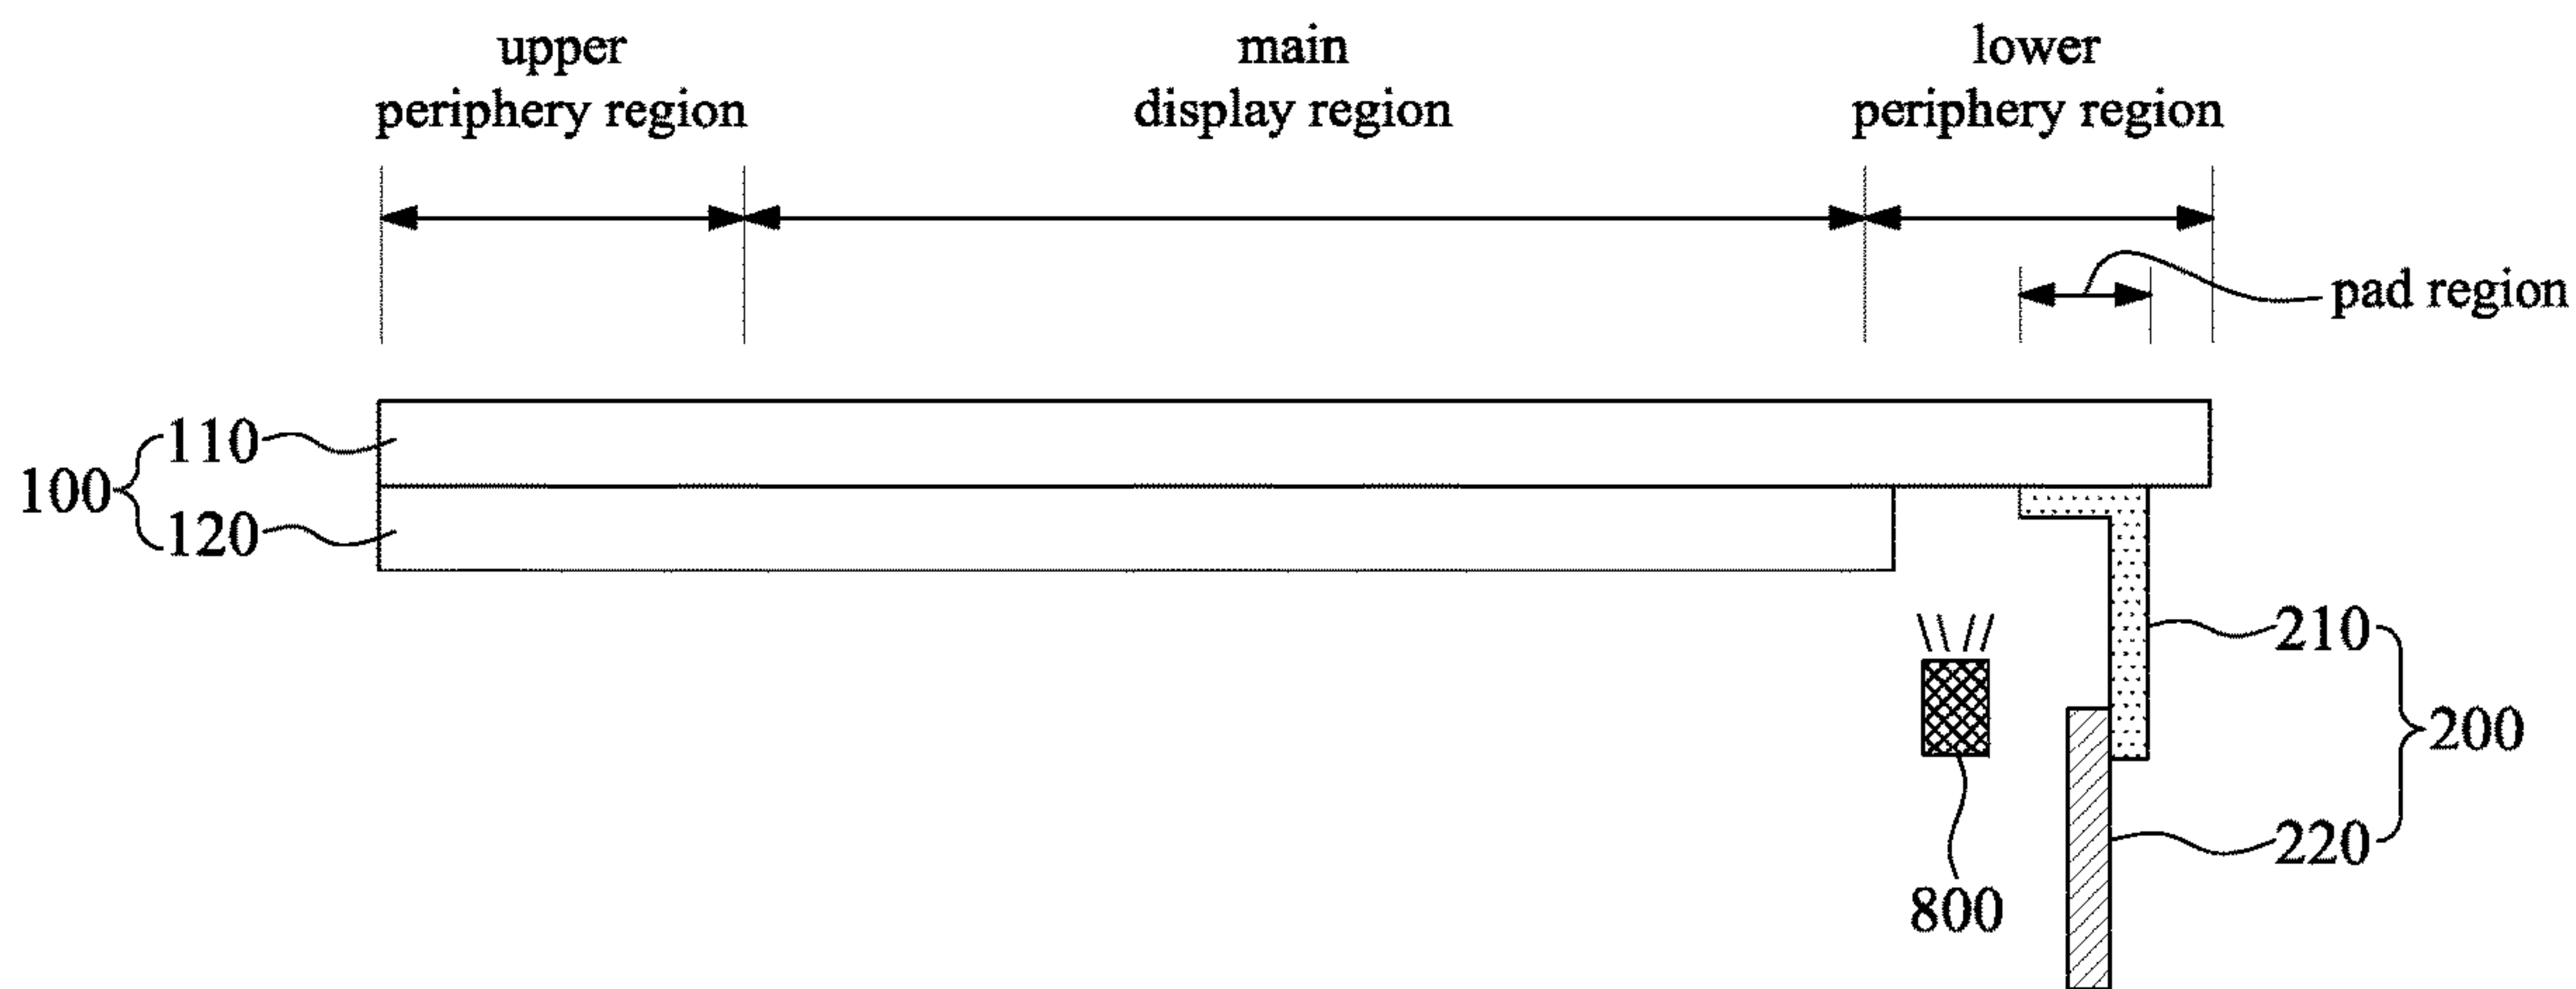 upper
periphery region
main
display region
lower
periphery region
pad region
100
110
120
210
200
220
800